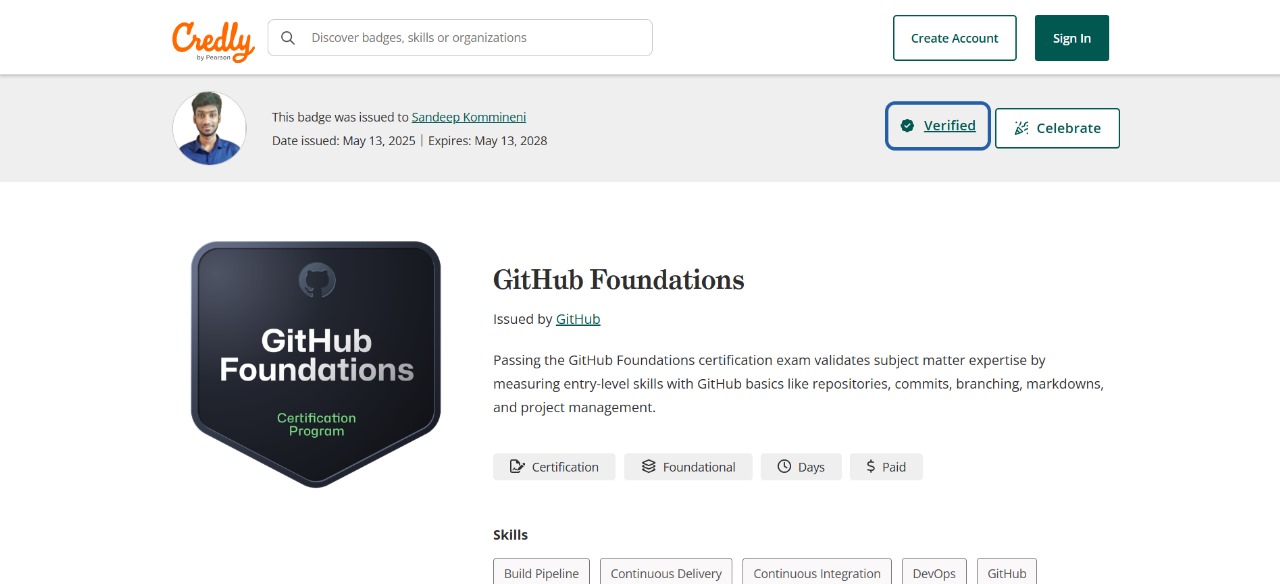 Credly
by Pearson
Discover badges, skills or organizations
Create Account
Sign In
This badge was issued to Sandeep Kommineni
Date issued: May 13, 2025 | Expires: May 13, 2028
Verified
Celebrate
GitHub
Foundations
Certification
Program
GitHub Foundations
Issued by GitHub
Passing the GitHub Foundations certification exam validates subject matter expertise by
measuring entry-level skills with GitHub basics like repositories, commits, branching, markdowns,
and project management.
Certification
Foundational
Days
$ Paid
Skills
Build Pipeline
Continuous Delivery
Continuous Integration
DevOps
GitHub